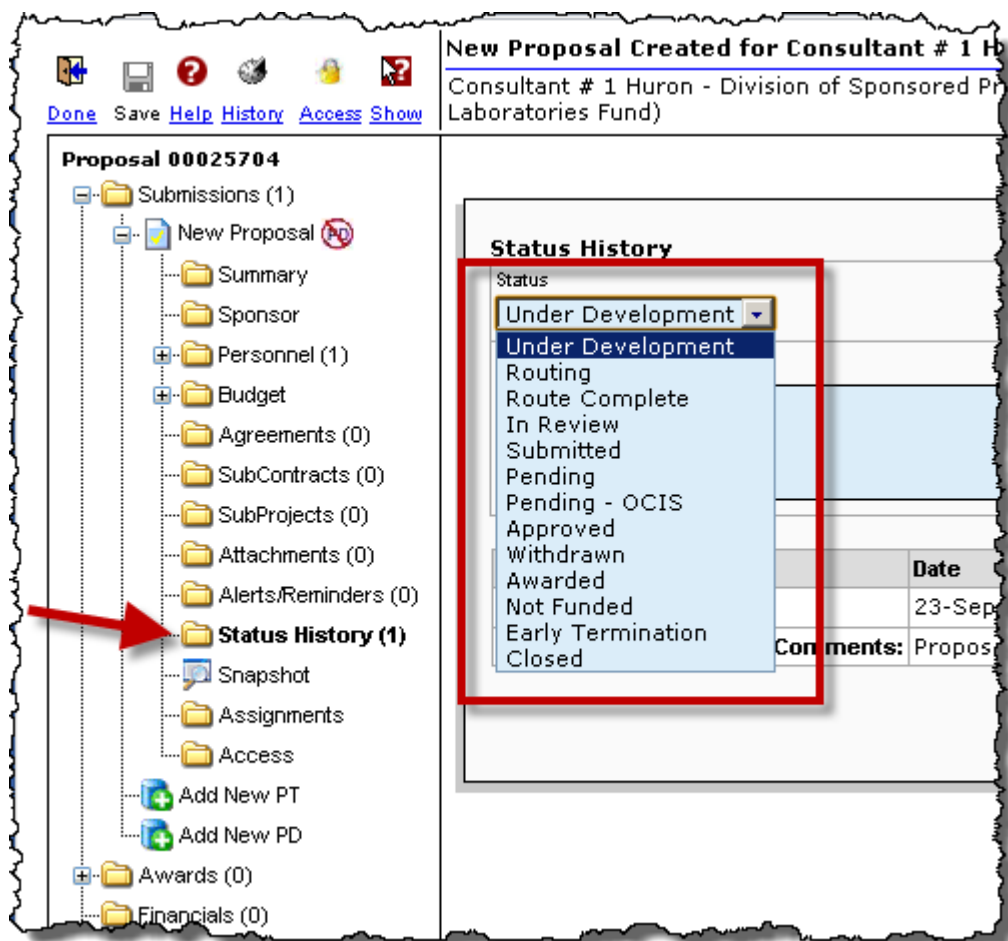 Done Save Help History Access Show
New Proposal Created for Consultant # 1 H
Consultant # 1 Huron - Division of Sponsored Pr
Laboratories Fund)
Proposal 00025704
Submissions (1)
New Proposal PD
Summary
Sponsor
Personnel (1)
Budget
Agreements (0)
SubContracts (0)
SubProjects (0)
Attachments (0)
Alerts/Reminders (0)
Status History (1)
Snapshot
Assignments
Access
Add New PT
Add New PD
Awards (0)
Financials (0)
Status History
Status
Under Development
Under Development
Routing
Route Complete
In Review
Submitted
Pending
Pending - OCIS
Approved
Withdrawn
Awarded
Not Funded
Early Termination
Closed
Date
23-Sep
Comments: Propos